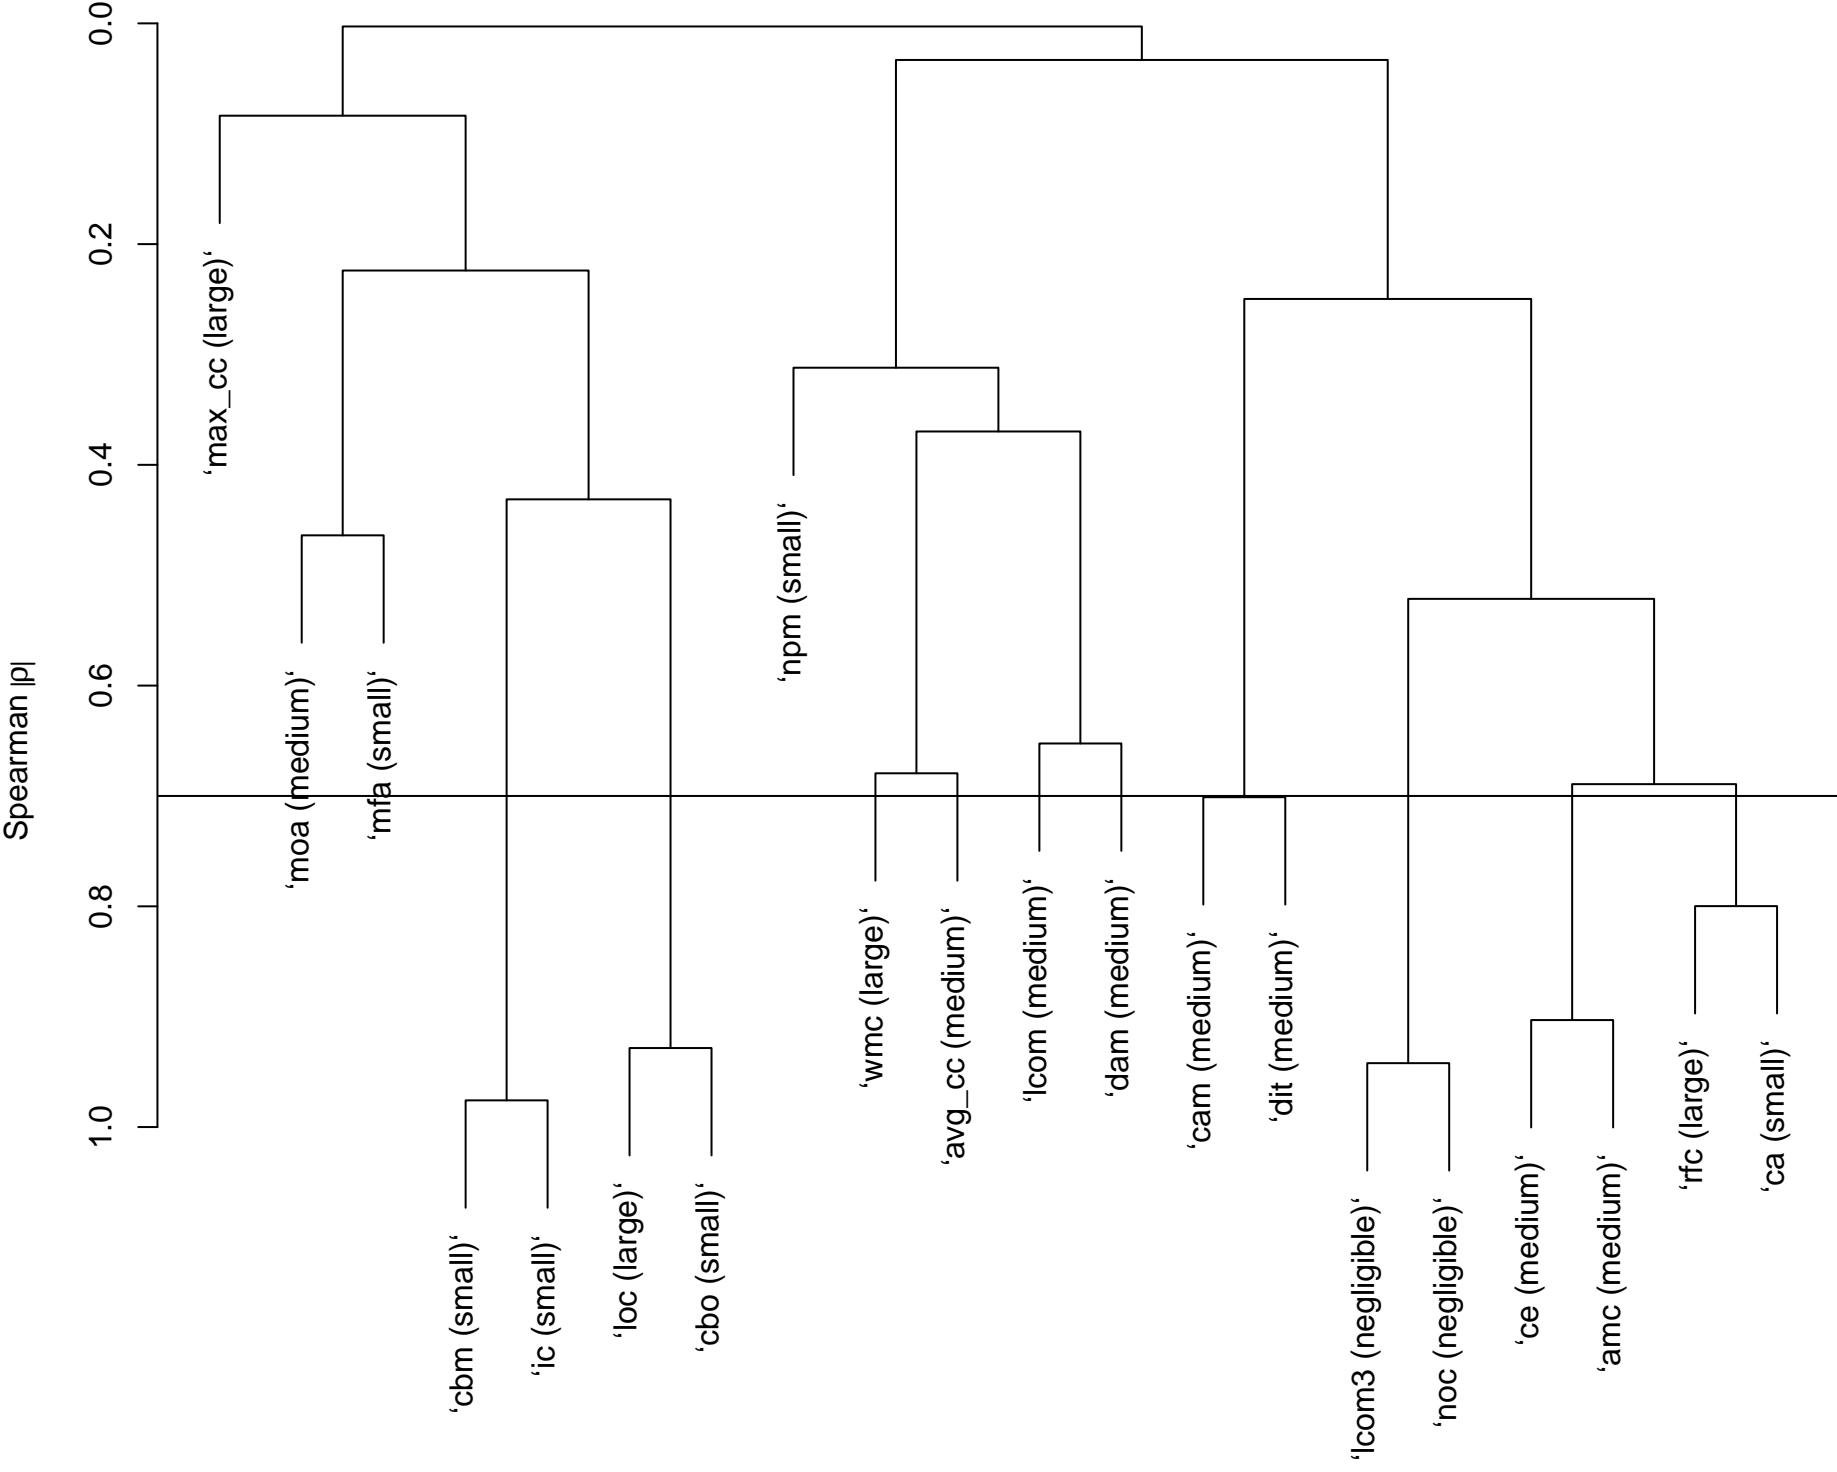 Spearman |ρ|
0.0
0.2
0.4
0.6
0.8
1.0
‘max_cc (large)‘
‘moa (medium)‘
‘mfa (small)‘
‘cbm (small)‘
‘ic (small)‘
‘loc (large)‘
‘cbo (small)‘
‘npm (small)‘
‘wmc (large)‘
‘avg_cc (medium)‘
‘lcom (medium)‘
‘dam (medium)‘
‘cam (medium)‘
‘dit (medium)‘
‘lcom3 (negligible)‘
‘noc (negligible)‘
‘ce (medium)‘
‘amc (medium)‘
‘rfc (large)‘
‘ca (small)‘